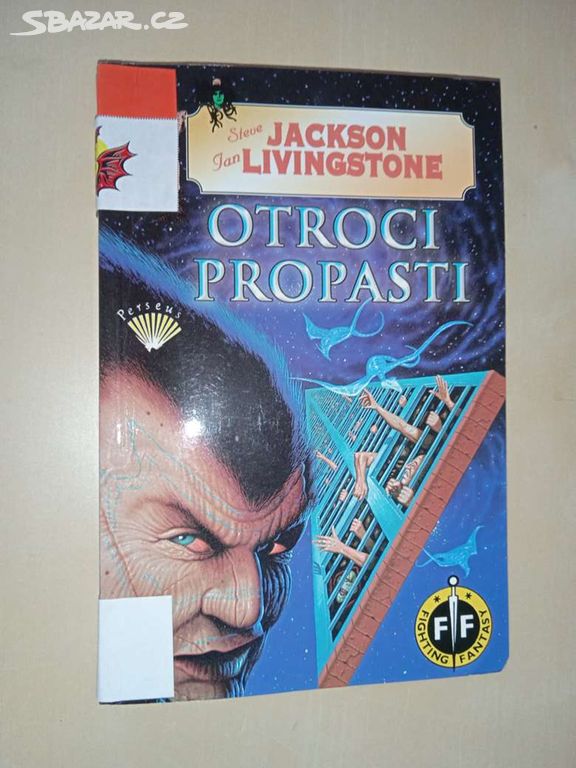 SBAZAR.CZ
Steve JACKSON
Ian LIVINGSTONE
OTROCI
PROPASTI
Perseus
FF
FIGHTING FANTASY